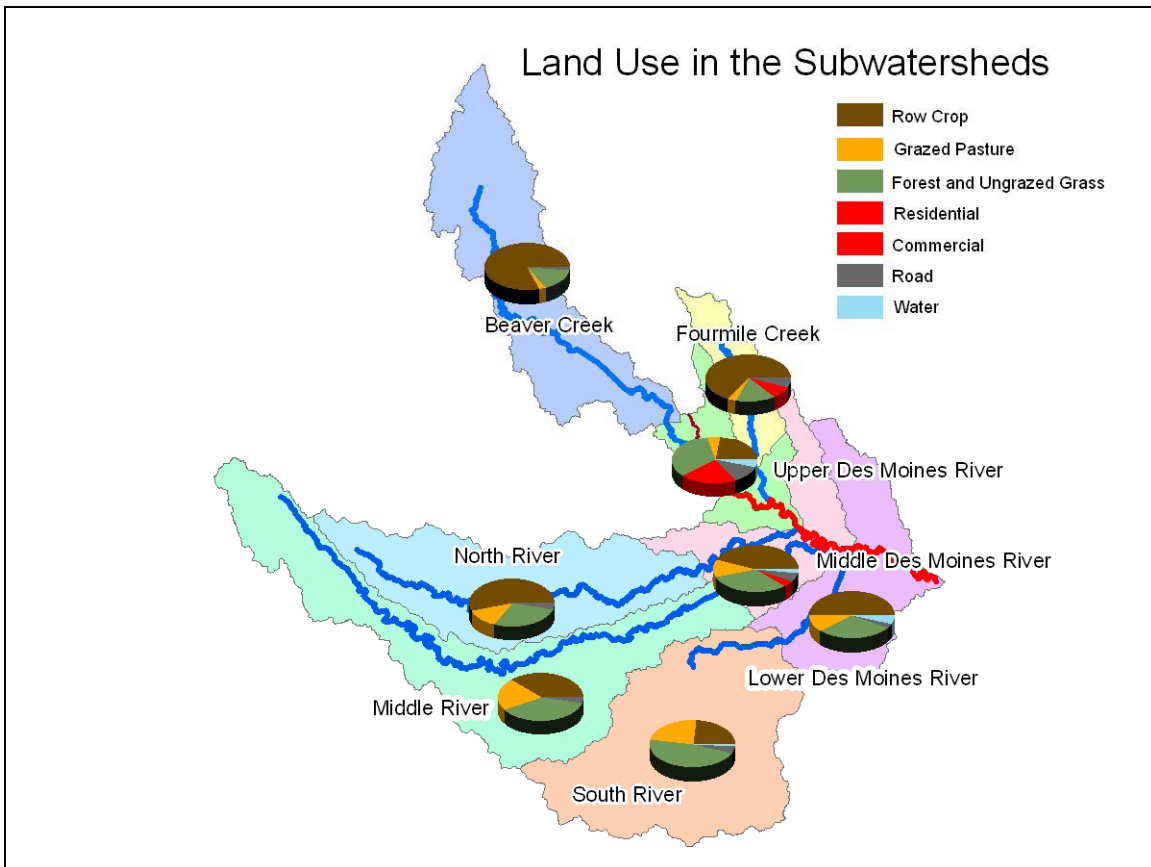 Land Use in the Subwatersheds
Row Crop
Grazed Pasture
Forest and Ungrazed Grass
Residential
Commercial
Road
Water
Beaver Creek
Fourmile Creek
Upper Des Moines River
North River
Middle Des Moines River
Lower Des Moines River
Middle River
South River